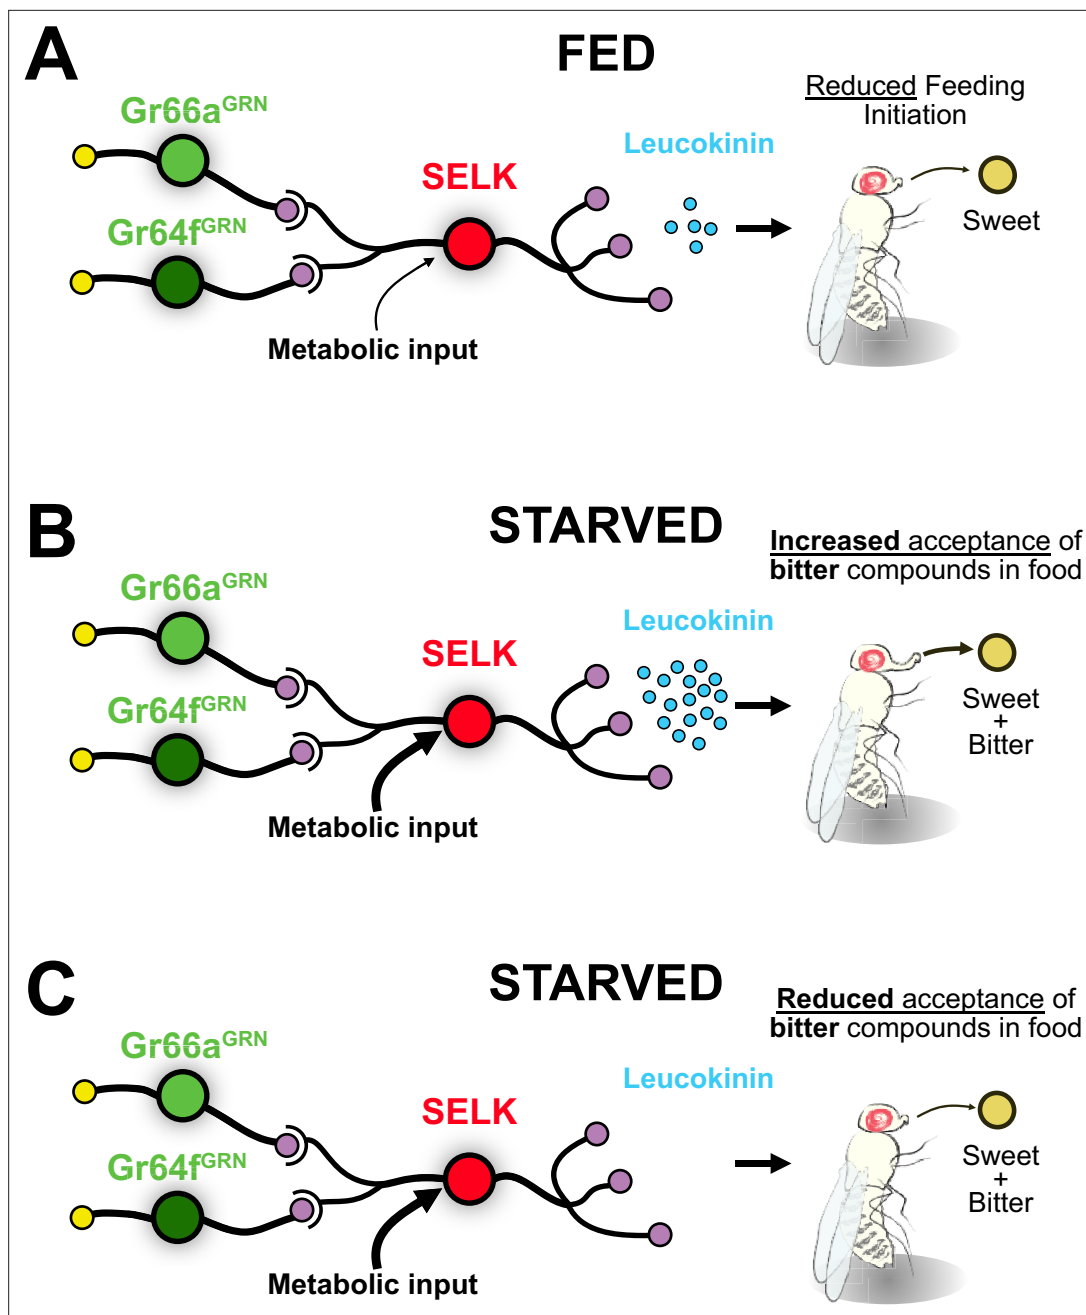 A
FED
Gr66aGRN
Reduced Feeding
Initiation
Leucokinin
SELK
Sweet
Gr64fGRN
Metabolic input
B
STARVED
Increased acceptance of
bitter compounds in food
Gr66aGRN
Leucokinin
SELK
Sweet
+
Bitter
Gr64fGRN
Metabolic input
C
STARVED
Reduced acceptance of
bitter compounds in food
Gr66aGRN
Leucokinin
SELK
Sweet
+
Bitter
Gr64fGRN
Metabolic input